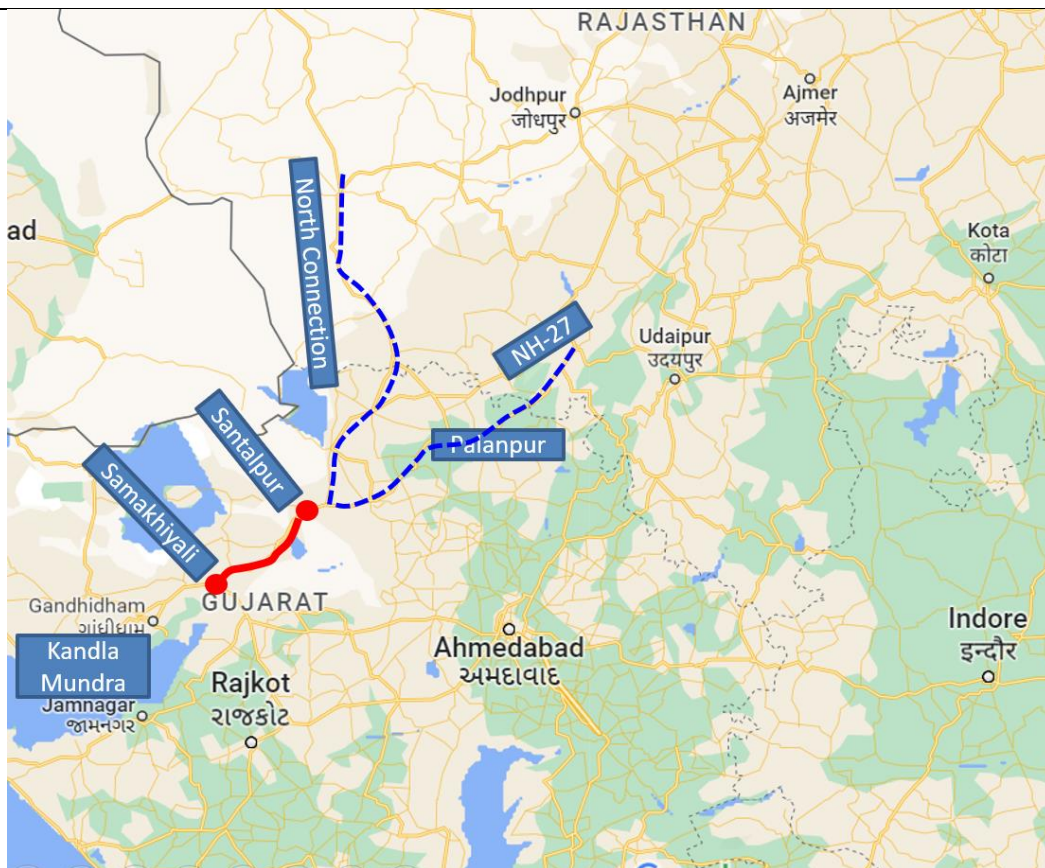 RAJASTHAN
Jodhpur
जोधपुर
Ajmer
अजमेर
North Connection
ad
Kota
कोटा
NH-27
Udaipur
उदयपुर
Santalpur
Palanpur
Samakhiyali
Gandhidham
ગાંધીધામ
GUJARAT
Kandla
Mundra
Ahmedabad
અમદાવાદ
Indore
इन्दौर
Rajkot
રાજકોટ
Jamnagar
જામનગર